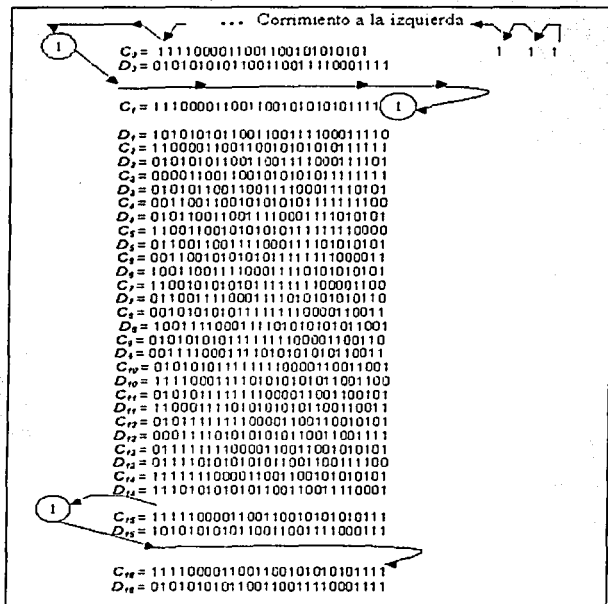 ... Corrimiento a la izquierda
1
C₀= 1111000011001100101010101 1 1 1
D₀= 0101010101100110011110001111
C₁= 111000011001100101010101111 1
D₁= 1010101011001100111100011110
C₂= 1100001100110010101010111111
D₂= 0101010110011001111000111101
C₃= 0000110011001010101011111111
D₃= 0101011001100111100011110101
C₄= 0011001100101010101111111100
D₄= 0101100110011110001111010101
C₅= 1100110010101010111111110000
D₅= 0110011001111000111101010101
C₆= 0011001010101011111111000011
D₆= 1001100111100011110101010101
C₇= 1100101010101111111100001100
D₇= 0110011110001111010101010110
C₈= 0010101010111111110000110011
D₈= 1001111000111101010101011001
C₉= 0101010101111111100001100110
D₉= 0011110001111010101010110011
C₁₀= 0101010111111110000110011001
D₁₀= 1111000111101010101011001100
C₁₁= 0101011111111000011001100101
D₁₁= 1100011110101010101100110011
C₁₂= 0101111111100001100110010101
D₁₂= 0001111010101010110011001111
C₁₃= 0111111110000110011001010101
D₁₃= 0111101010101011001100111100
C₁₄= 1111111000011001100101010101
D₁₄= 1110101010101100110011110001
1
C₁₅= 1111100001100110010101010111
D₁₅= 1010101010110011001111000111
C₁₆= 1111000011001100101010101111
D₁₆= 0101010101100110011110001111